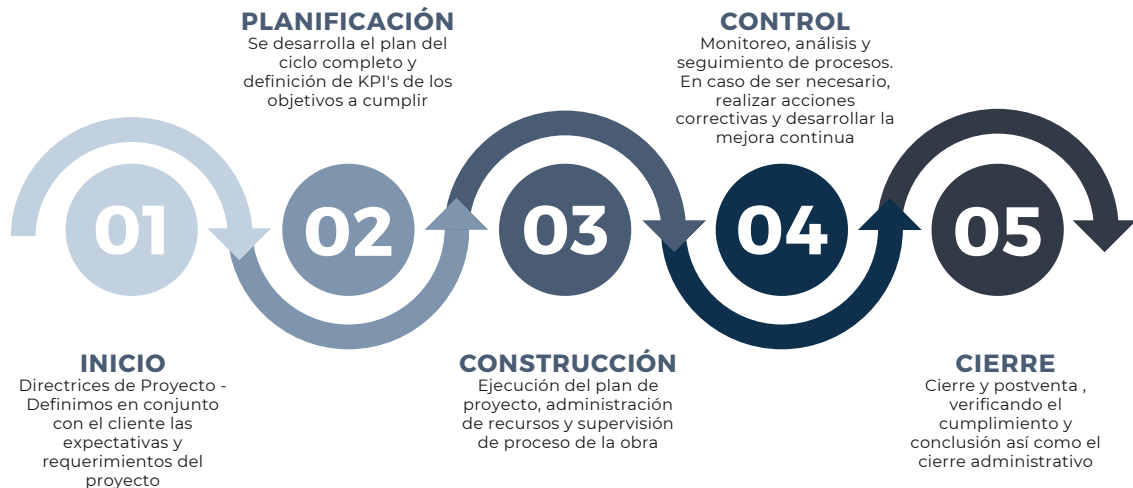 01
INICIO
Directrices de Proyecto -
Definimos en conjunto
con el cliente las
expectativas y
requerimientos del
proyecto
02
PLANIFICACIÓN
Se desarrolla el plan del
ciclo completo y
definición de KPI's de los
objetivos a cumplir
03
CONSTRUCCIÓN
Ejecución del plan de
proyecto, administración
de recursos y supervisión
de proceso de la obra
04
CONTROL
Monitoreo, análisis y
seguimiento de procesos.
En caso de ser necesario,
realizar acciones
correctivas y desarrollar la
mejora continua
05
CIERRE
Cierre y postventa ,
verificando el
cumplimiento y
conclusión así como el
cierre administrativo